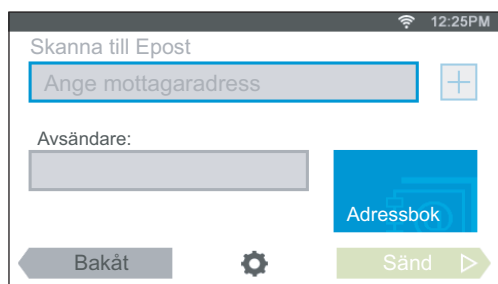 12:25PM
Skanna till Epost
Ange mottagaradress
Avsändare:
Adressbok
Bakåt
Sänd